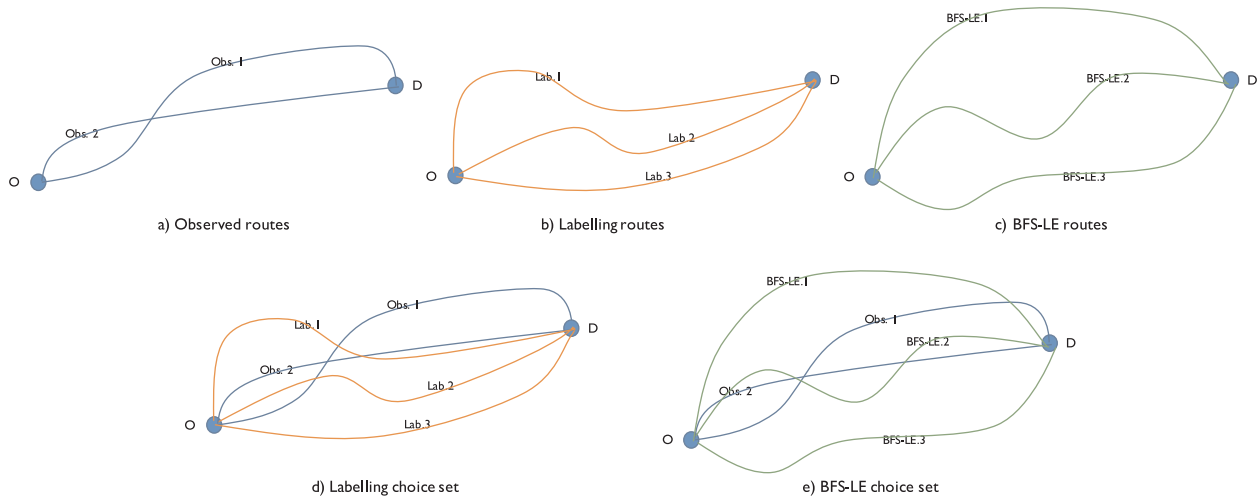 Obs. 1
D
Obs. 2
O
a) Observed routes
Lab.1
D
Lab.2
O
Lab.3
b) Labelling routes
BFS-LE.1
BFS-LE.2
D
O
BFS-LE.3
c) BFS-LE routes
Obs. 1
Lab.1
D
Obs. 2
Lab.2
O
Lab.3
d) Labelling choice set
BFS-LE.1
Obs. 1
BFS-LE.2
D
Obs. 2
O
BFS-LE.3
e) BFS-LE choice set